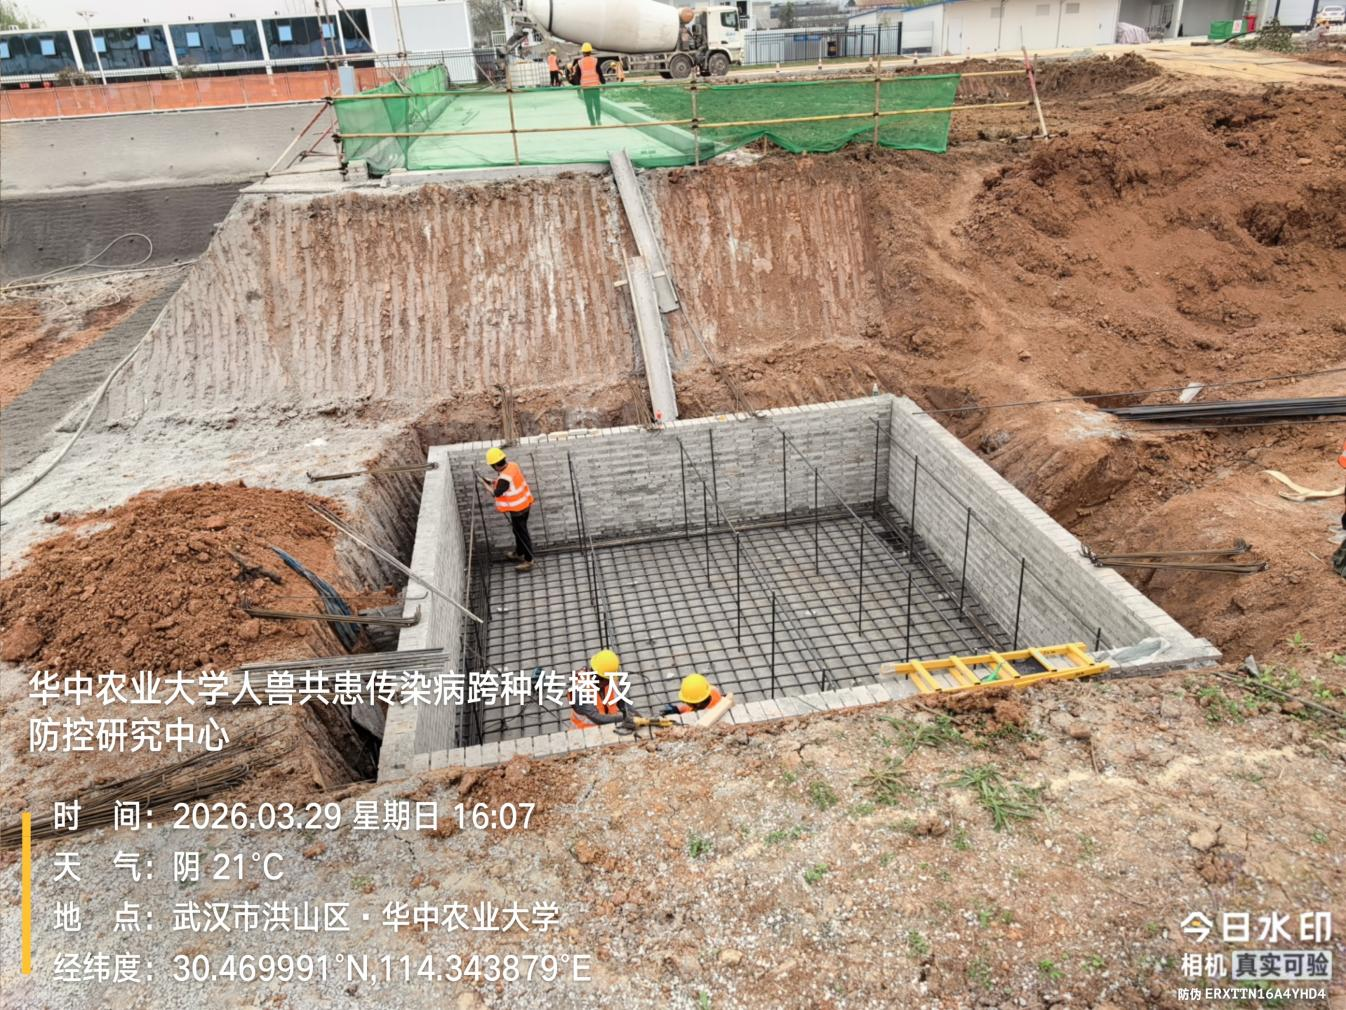 华中农业大学人兽共患传染病跨种传播及
防控研究中心
时 间：2026.03.29 星期日 16:07
天 气：阴 21°C
地 点：武汉市洪山区·华中农业大学
经纬度：30.469991°N,114.343879°E
今日水印
相机 真实可验
防伪 ERXTTN16A4YHD4